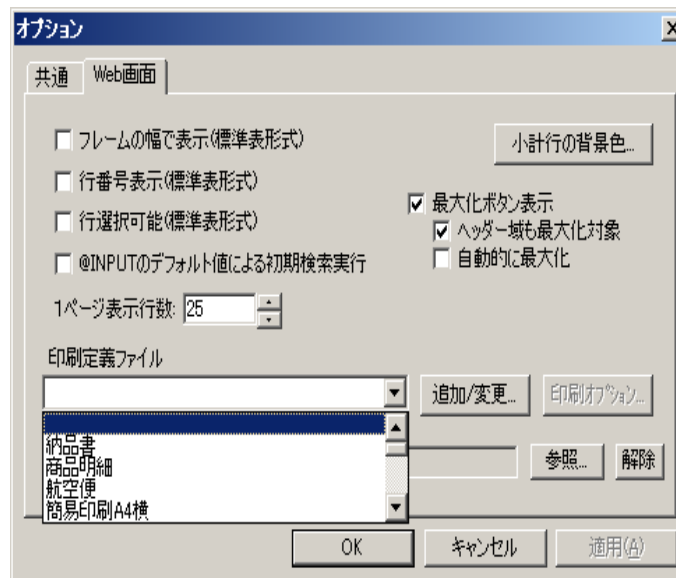 オプション
共通
Web画面
フレームの幅で表示(標準表形式)
小計行の背景色...
行番号表示(標準表形式)
最大化ボタン表示
行選択可能(標準表形式)
ヘッダー域も最大化対象
@INPUTのデフォルト値による初期検索実行
自動的に最大化
1ページ表示行数: 25
印刷定義ファイル
追加/変更...
印刷オプション...
納品書
商品明細
参照...
解除
航空便
簡易印刷A4横
OK
キャンセル
適用(A)